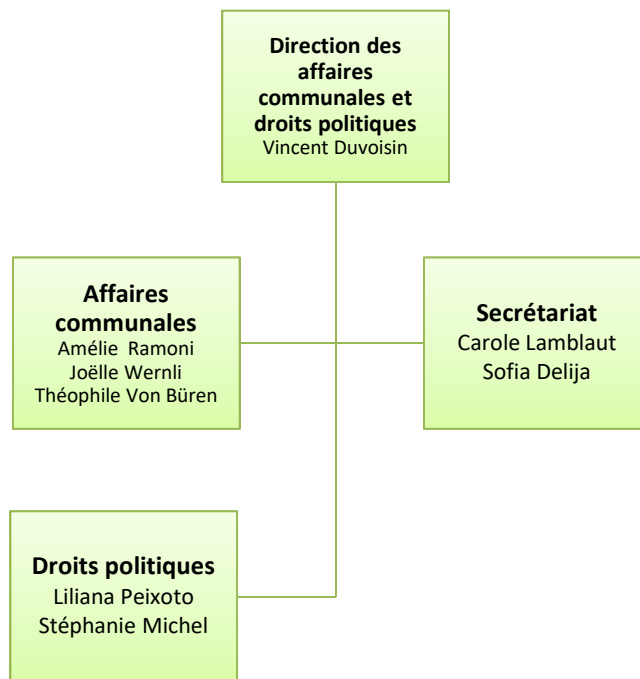 Direction des
affaires
communales et
droits politiques
Vincent Duvoisin
Affaires
communales
Amélie Ramoni
Joëlle Wernli
Théophile Von Büren
Secrétariat
Carole Lamblaut
Sofia Delija
Droits politiques
Liliana Peixoto
Stéphanie Michel